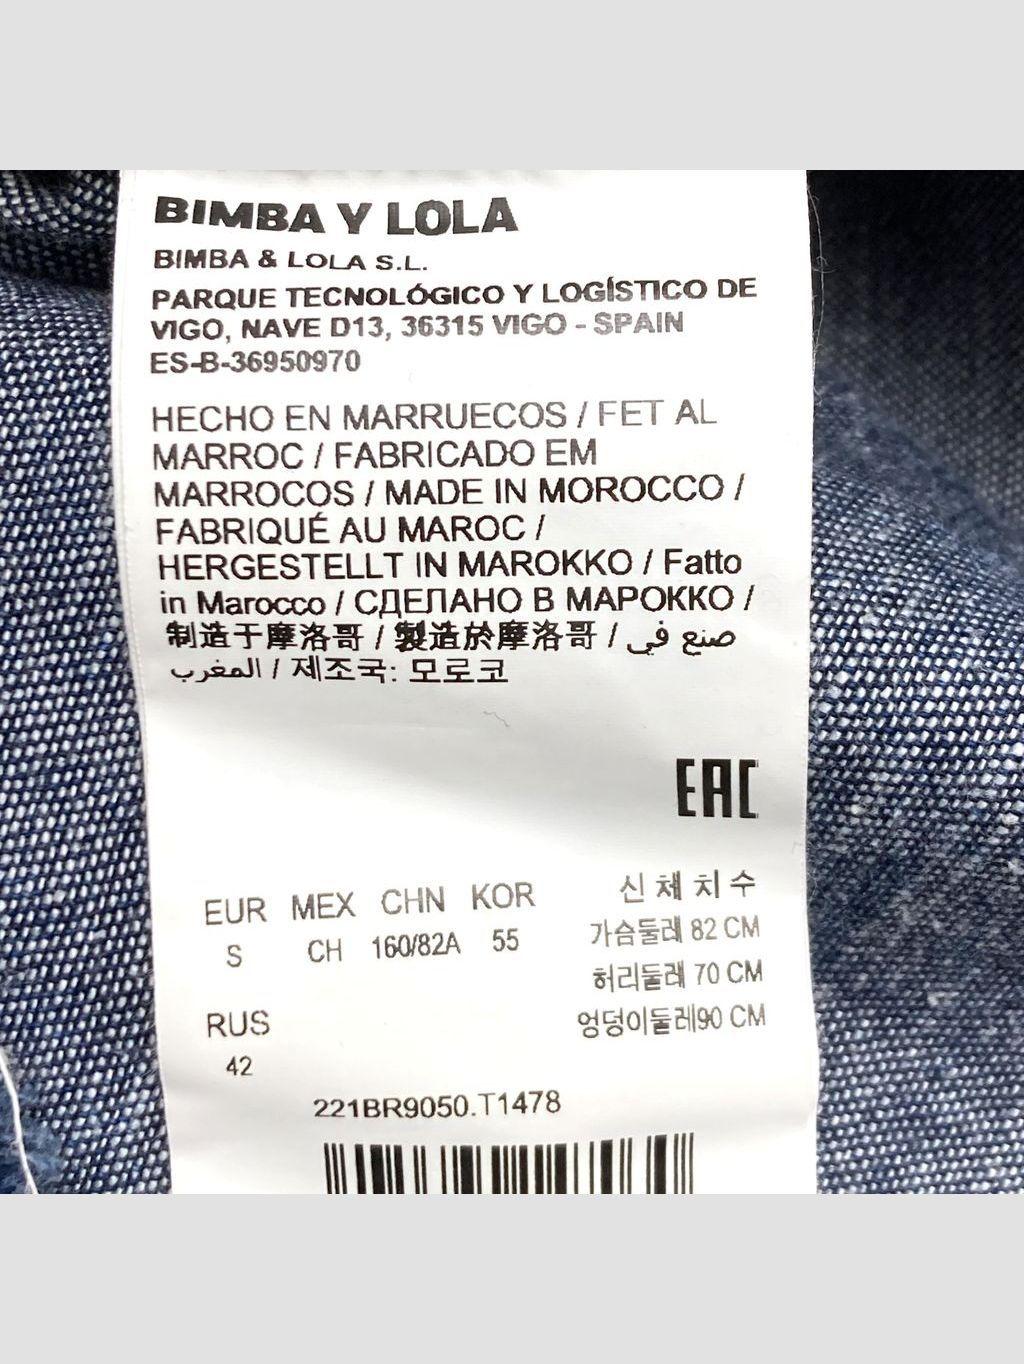 BIMBA Y LOLA
BIMBA & LOLA S.L.
PARQUE TECNOLÓGICO Y LOGÍSTICO DE
VIGO, NAVE D13, 36315 VIGO - SPAIN
ES-B-36950970
HECHO EN MARRUECOS / FET AL
MARROC / FABRICADO EM
MARROCOS / MADE IN MOROCCO /
FABRIQUÉ AU MAROC /
HERGESTELLT IN MAROKKO / Fatto
in Marocco / СДЕЛАНО В МАРОККО /
制造于摩洛哥 / 製造於摩洛哥 / صنع في
المغرب / 제조국: 모로코
EAC
EUR MEX CHN KOR
S CH 160/82A 55
RUS
42
신체치수
가슴둘레 82 CM
허리둘레 70 CM
엉덩이둘레90 CM
221BR9050.T1478